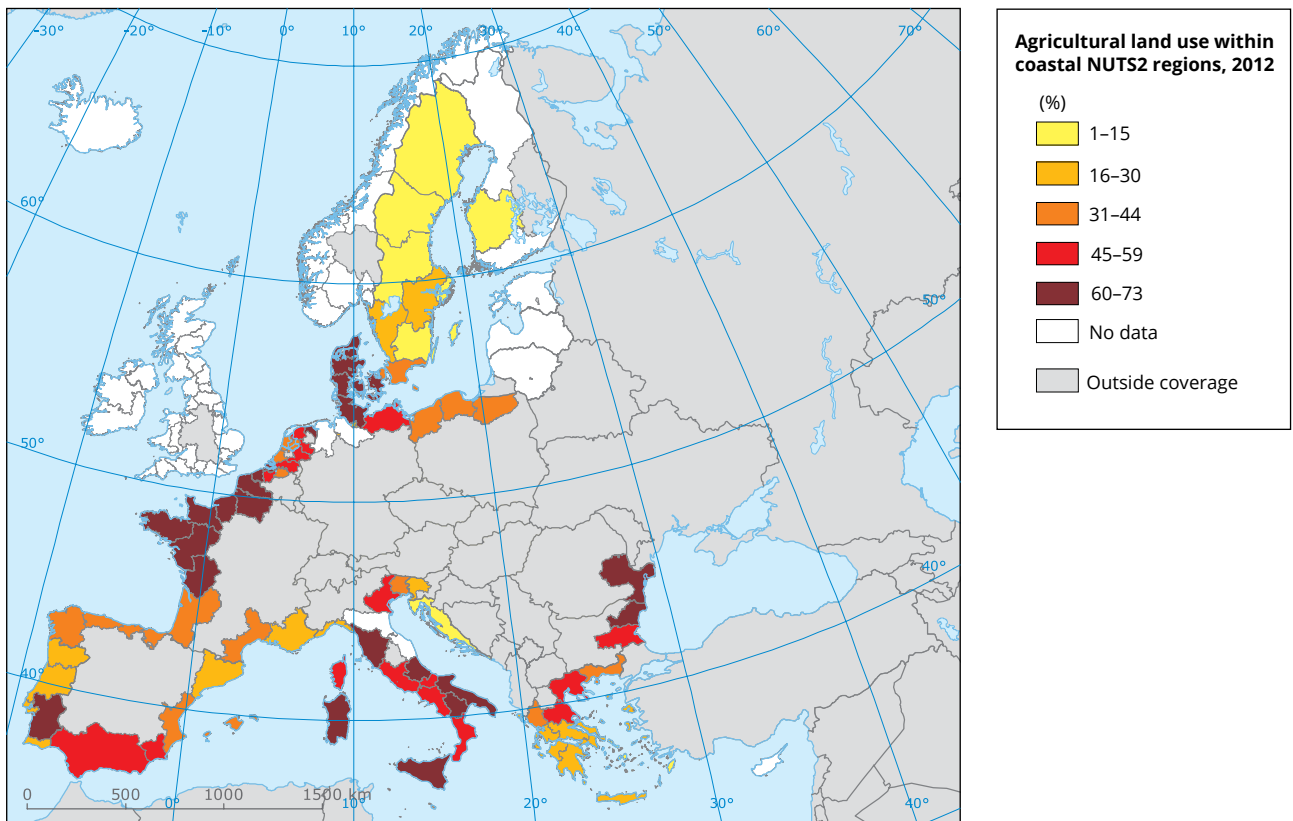 -30° -20° -10° 0° 10° 20° 30° 40° 50° 60° 70°
60°
50°
50°
40°
40°
0 500 1000 1500 km
0° 10° 20° 30° 40°
Agricultural land use within
coastal NUTS2 regions, 2012
(%)
1–15
16–30
31–44
45–59
60–73
No data
Outside coverage